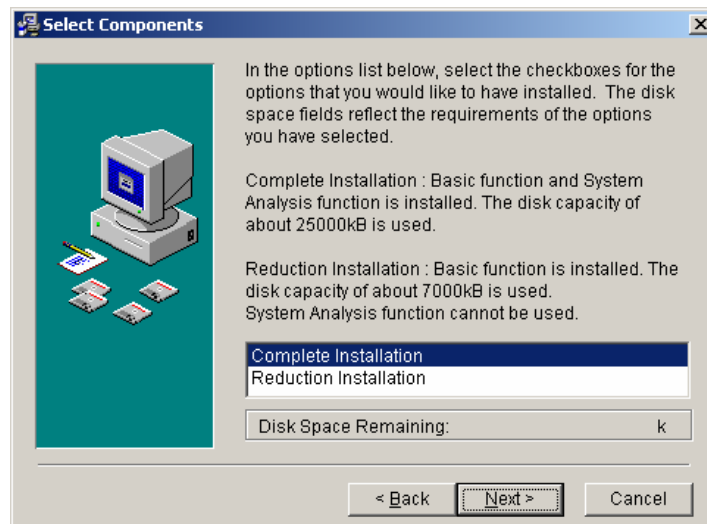 Select Components
In the options list below, select the checkboxes for the
options that you would like to have installed. The disk
space fields reflect the requirements of the options
you have selected.
Complete Installation : Basic function and System
Analysis function is installed. The disk capacity of
about 25000kB is used.
Reduction Installation : Basic function is installed. The
disk capacity of about 7000kB is used.
System Analysis function cannot be used.
Complete Installation
Reduction Installation
Disk Space Remaining: k
< Back Next > Cancel